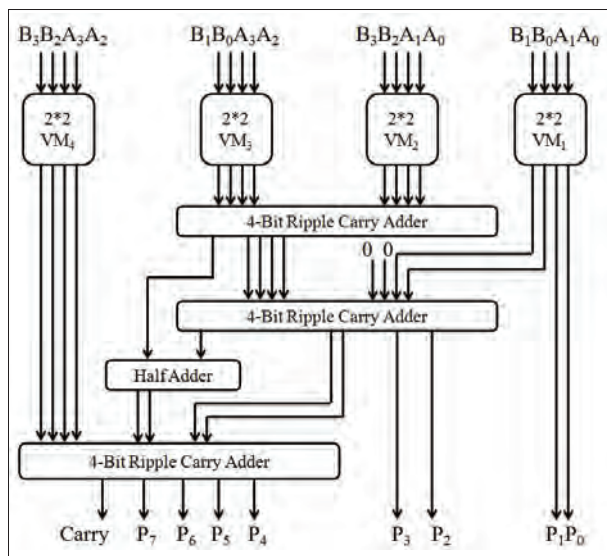 B₃B₂A₃A₂ B₁B₀A₃A₂ B₃B₂A₁A₀ B₁B₀A₁A₀
2*2 2*2 2*2 2*2
VM₄ VM₃ VM₂ VM₁
4-Bit Ripple Carry Adder
0 0
4-Bit Ripple Carry Adder
Half Adder
4-Bit Ripple Carry Adder
Carry P₇ P₆ P₅ P₄ P₃ P₂ P₁P₀